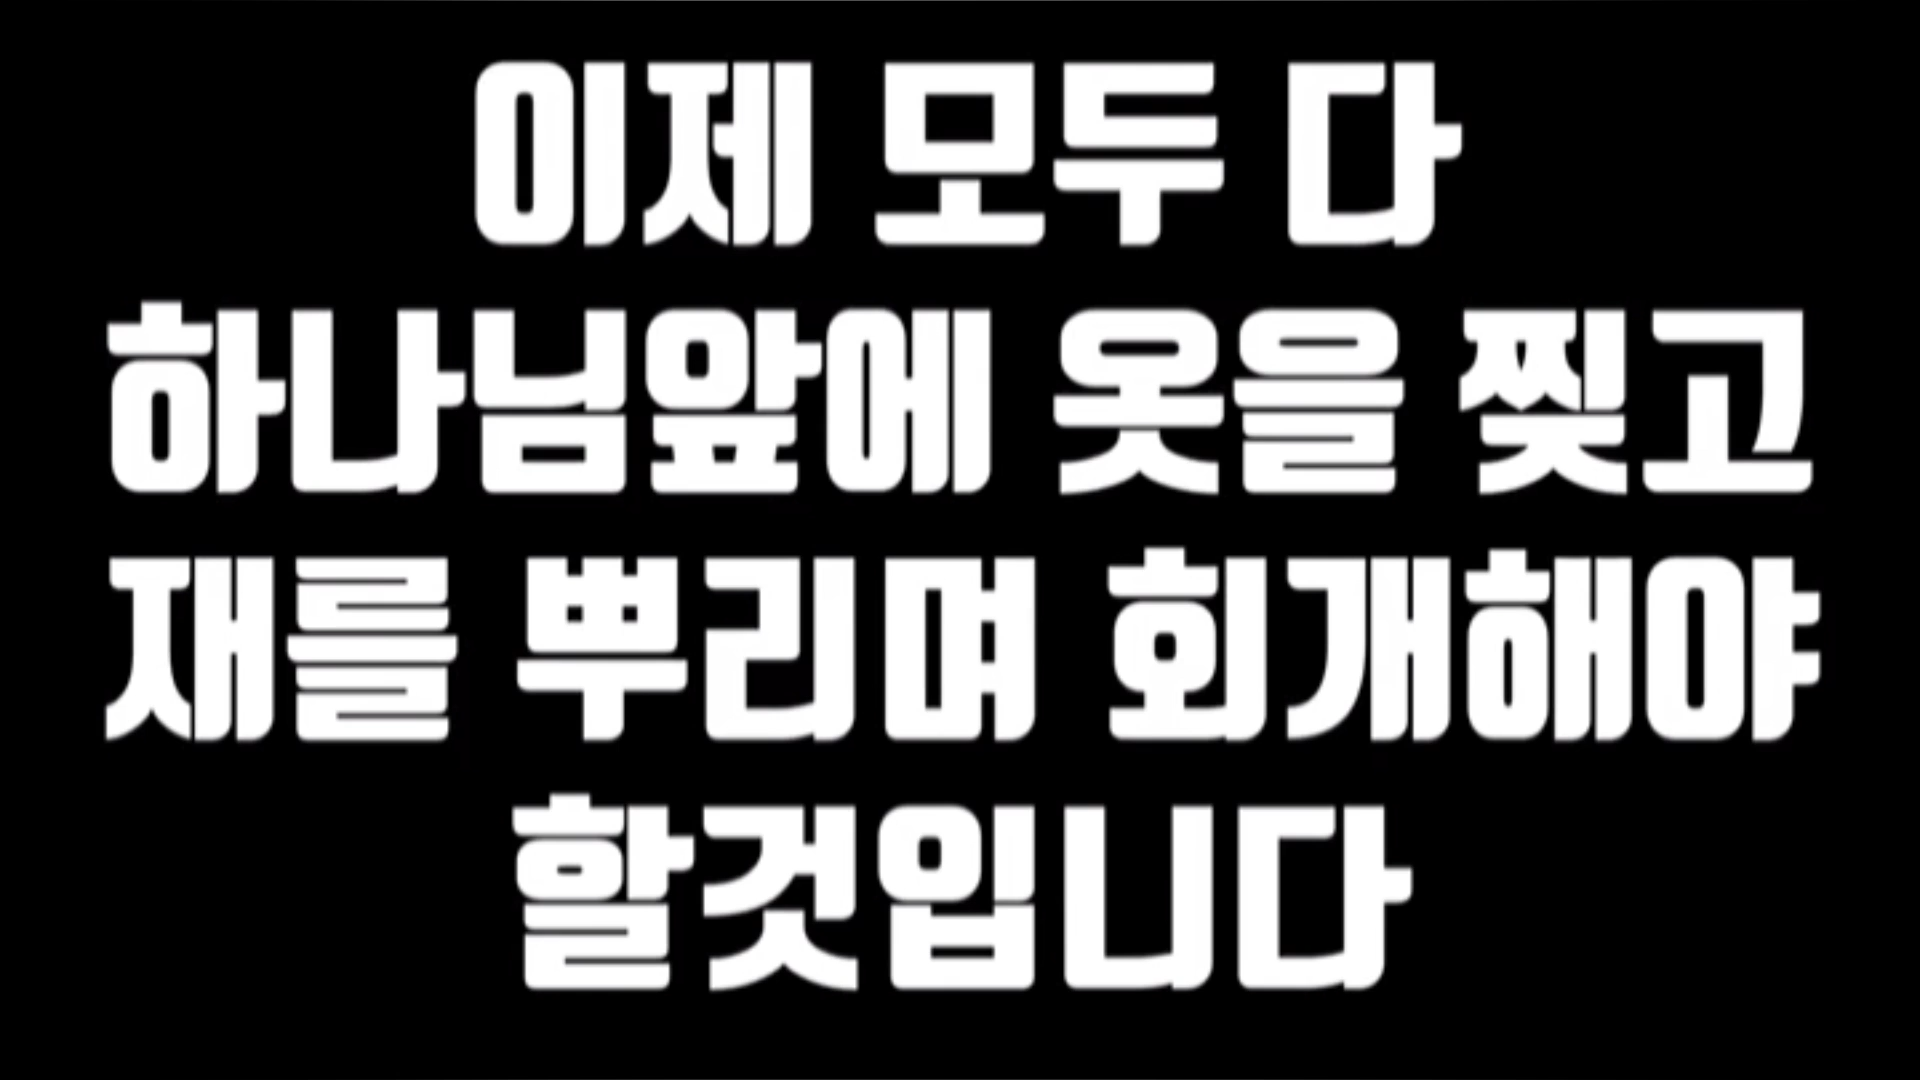 이제 모두 다
하나님앞에 옷을 찢고
재를 뿌리며 회개해야
할것입니다